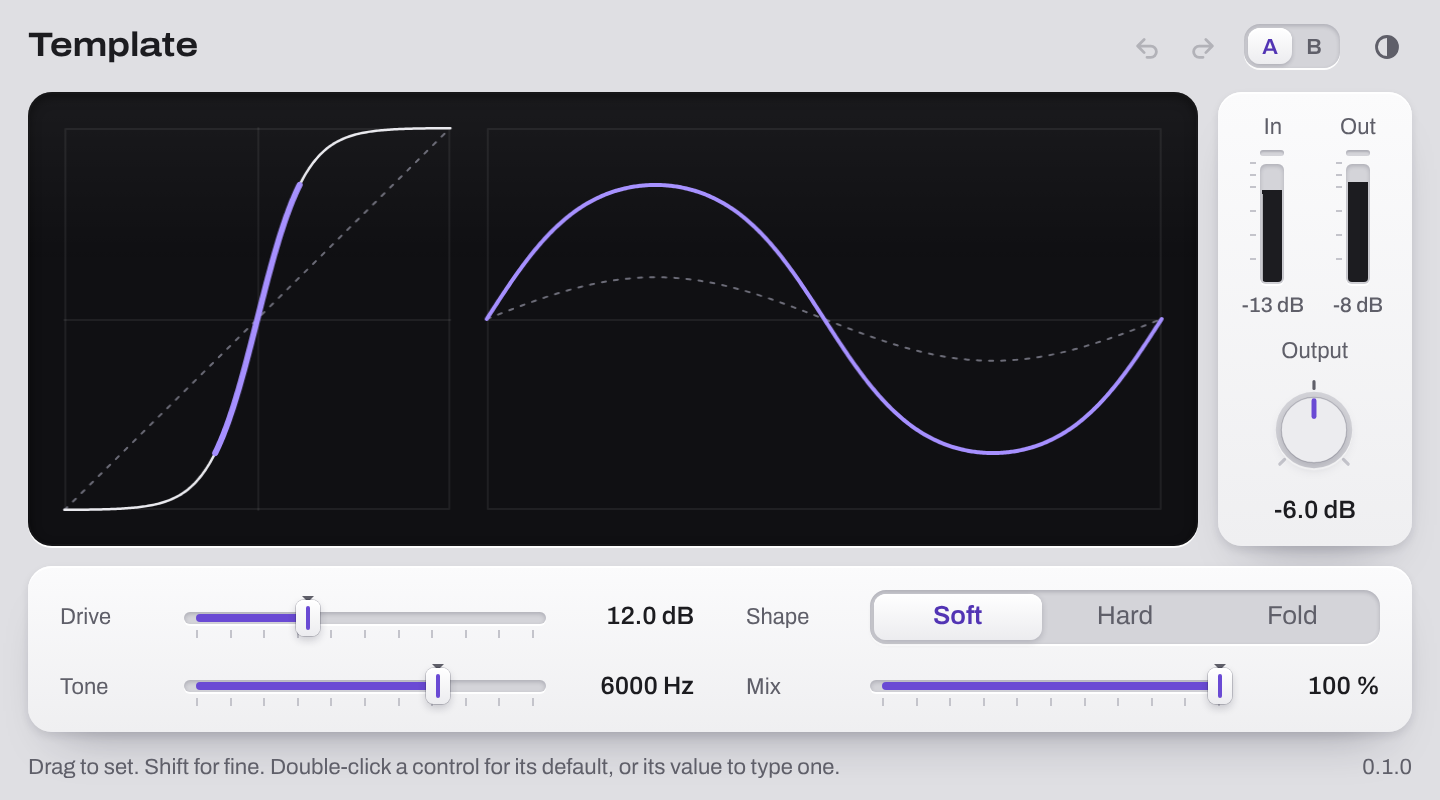 Template
A B
In Out
-13 dB -8 dB
Output
-6.0 dB
Drive 12.0 dB Shape Soft Hard Fold
Tone 6000 Hz Mix 100 %
Drag to set. Shift for fine. Double-click a control for its default, or its value to type one. 0.1.0